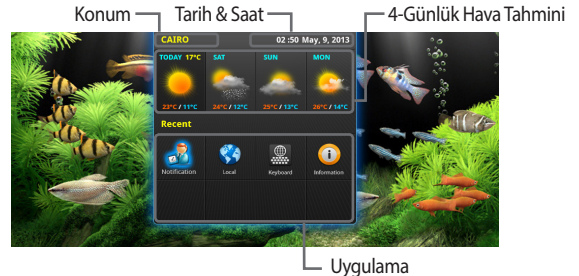 Konum Tarih & Saat 4-Günlük Hava Tahmini
CAIRO 02 :50 May, 9, 2013
TODAY 17°C SAT SUN MON
23°C / 11°C 24°C / 12°C 25°C / 13°C 26°C / 14°C
Recent
Notification Local Keyboard Information
Uygulama